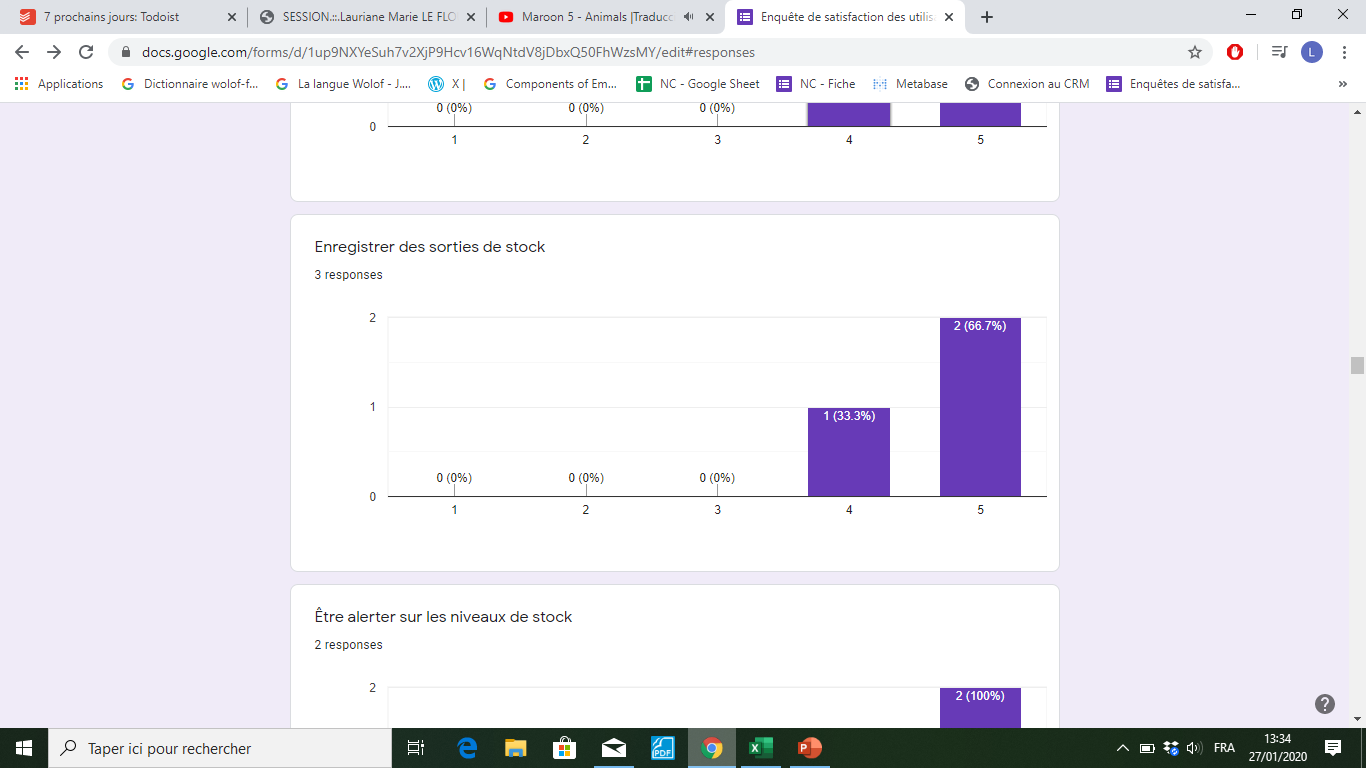 7 prochains jours: Todoist
SESSION.::.Lauriane Marie LE FLO
Maroon 5 - Animals |Traducc
Enquête de satisfaction des utilis
docs.google.com/forms/d/1up9NXYeSuh7v2XjP9Hcv16WqNtdV8jDbxQ50FhWzsMY/edit#responses
L
Applications
Dictionnaire wolof-f...
La langue Wolof - J....
X |
Components of Em...
NC - Google Sheet
NC - Fiche
Metabase
Connexion au CRM
Enquêtes de satisfa...
»
0 (0%) 0 (0%) 0 (0%)
0
1 2 3 4 5
Enregistrer des sorties de stock
3 responses
2
2 (66.7%)
1
1 (33.3%)
0 (0%) 0 (0%) 0 (0%)
0
1 2 3 4 5
Être alerter sur les niveaux de stock
2 responses
2
2 (100%)
?
Taper ici pour rechercher
PDF
FRA
13:34
27/01/2020